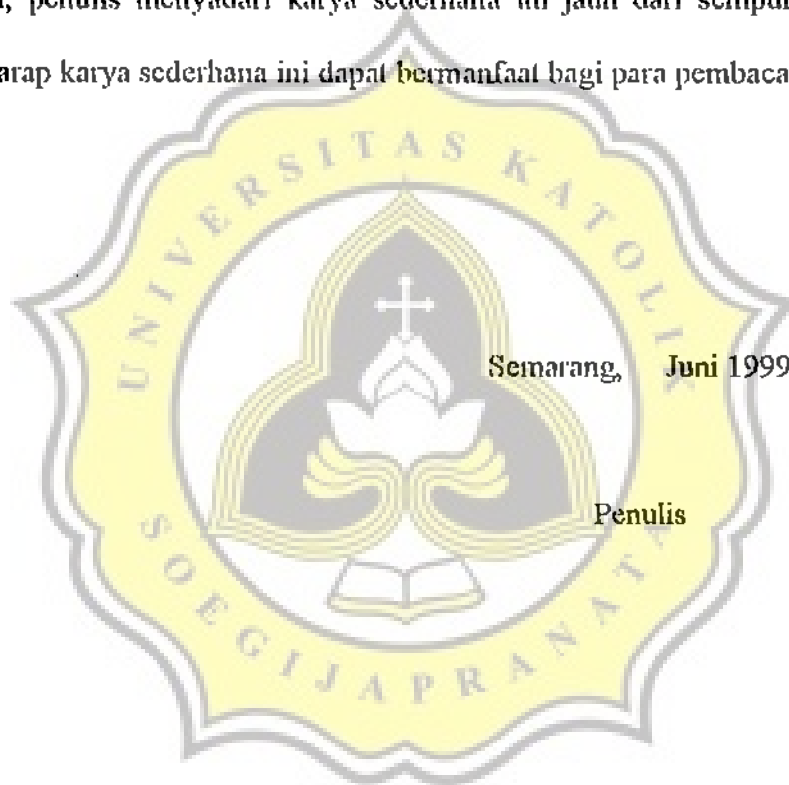 penulis menyadari karya sederhana ini jauh dari
arap karya sederhana ini dapat bermanfaat bagi para pembaca
UNIVERSITAS KATOLIK
Semarang, Juni 1999
Penulis
SOEGIJAPRANATA